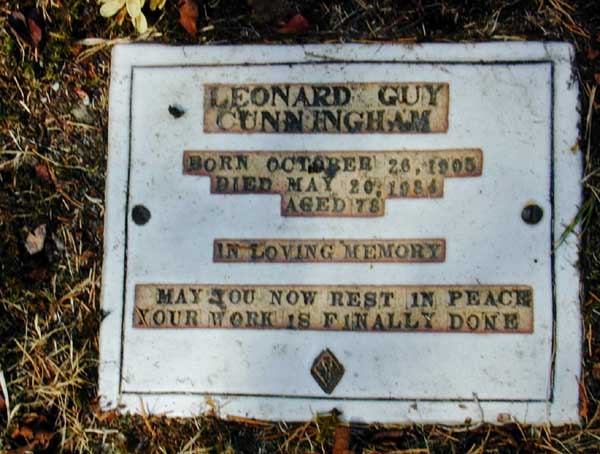 LEONARD GUY
CUNNINGHAM
BORN OCTOBER 26, 1905
DIED MAY 20, 1984
AGED 78
IN LOVING MEMORY
MAY YOU NOW REST IN PEACE
YOUR WORK IS FINALLY DONE